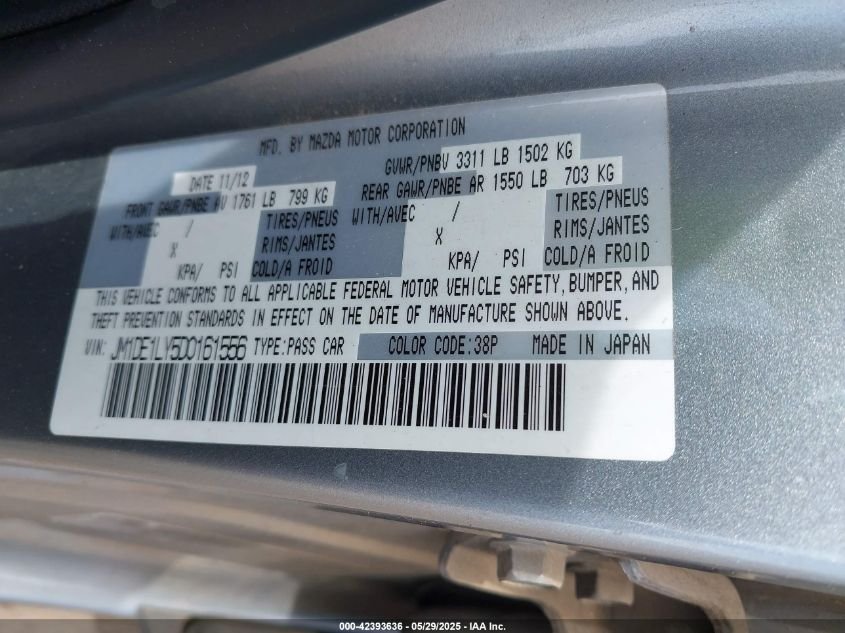 MFD. BY MAZDA MOTOR CORPORATION
DATE 11/12 GVWR/PNBV 3311 LB 1502 KG
FRONT GAWR/PNBE AV 1761 LB 799 KG REAR GAWR/PNBE AR 1550 LB 703 KG
WITH/AVEC / TIRES/PNEUS WITH/AVEC / TIRES/PNEUS
X RIMS/JANTES X RIMS/JANTES
KPA/ PSI COLD/A FROID KPA/ PSI COLD/A FROID
THIS VEHICLE CONFORMS TO ALL APPLICABLE FEDERAL MOTOR VEHICLE SAFETY, BUMPER, AND
THEFT PREVENTION STANDARDS IN EFFECT ON THE DATE OF MANUFACTURE SHOWN ABOVE.
VIN: JM1DE1LY5D0161556 TYPE:PASS CAR COLOR CODE:38P MADE IN JAPAN
000-42393636 - 05/29/2025 - IAA Inc.